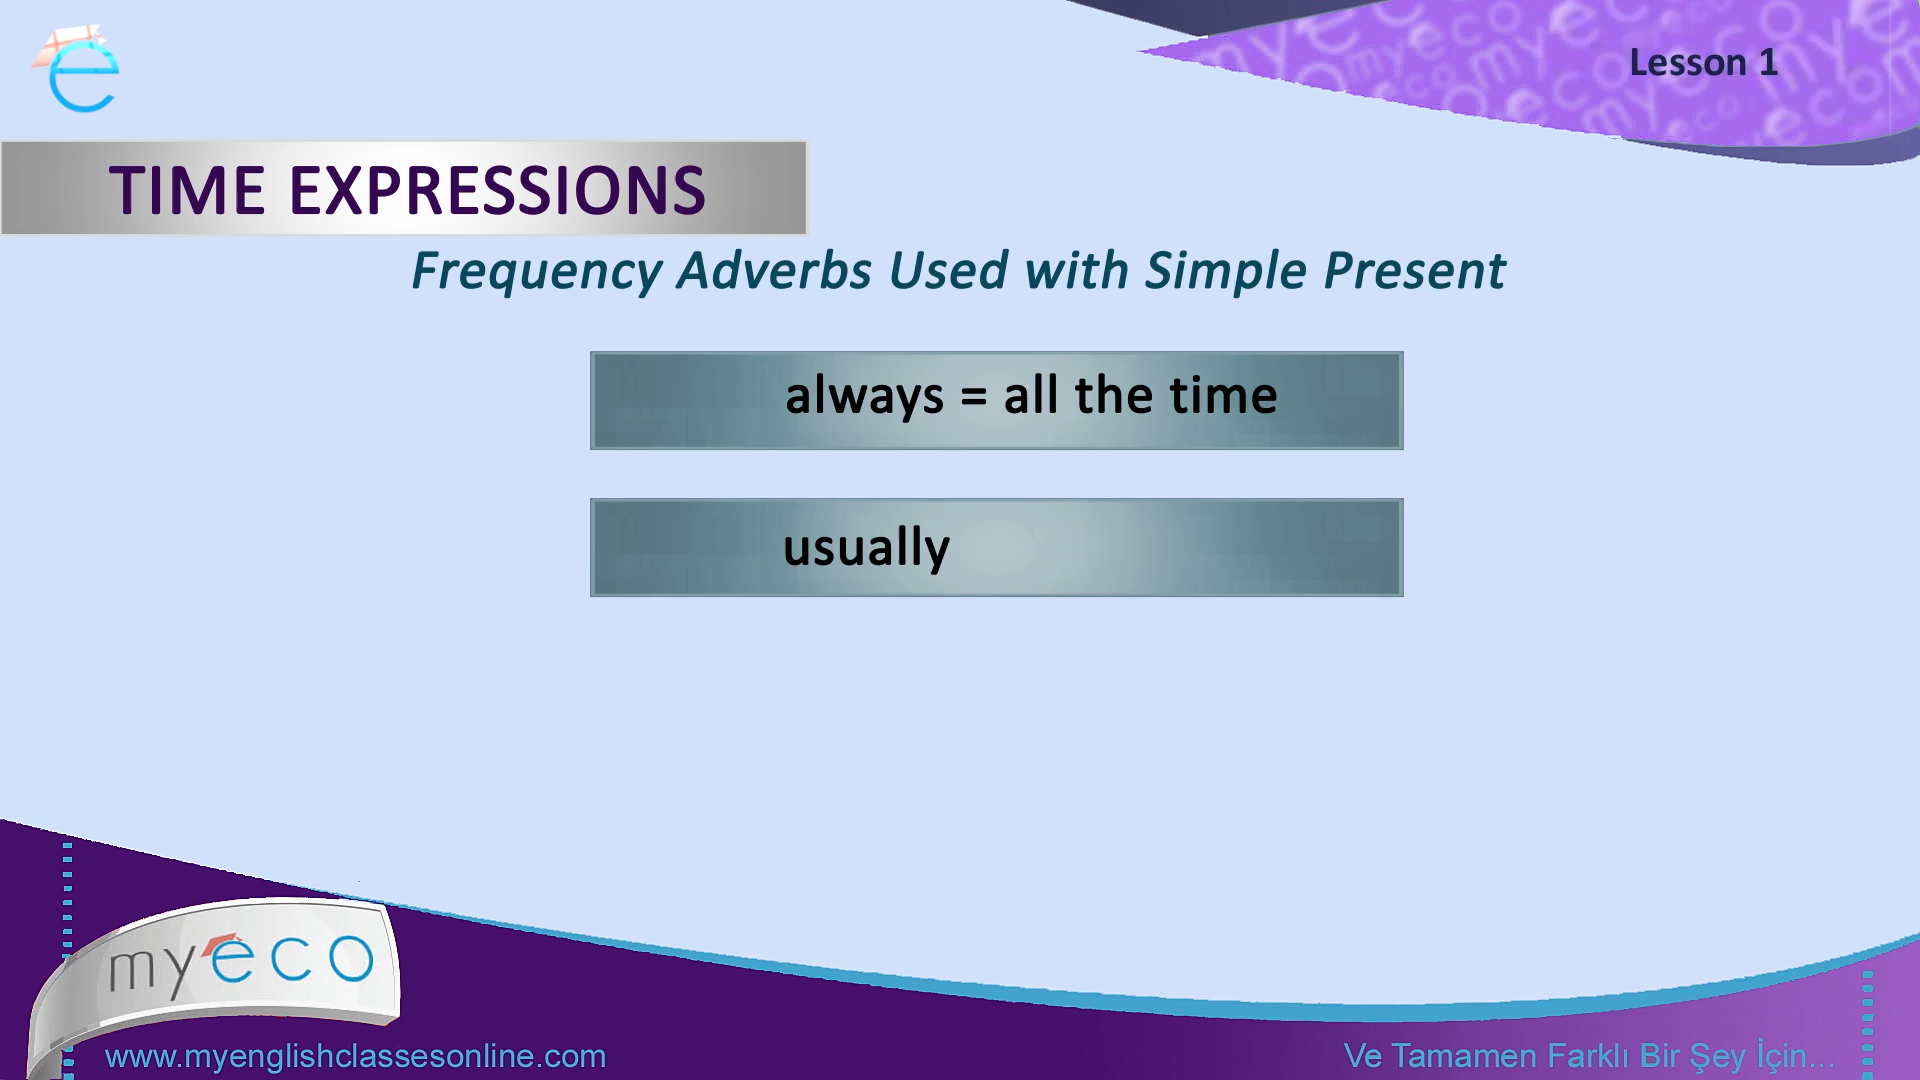 Lesson 1
TIME EXPRESSIONS
Frequency Adverbs Used with Simple Present
always = all the time
usually
myeco
www.myenglishclassesonline.com
Ve Tamamen Farklı Bir Şey İçin...